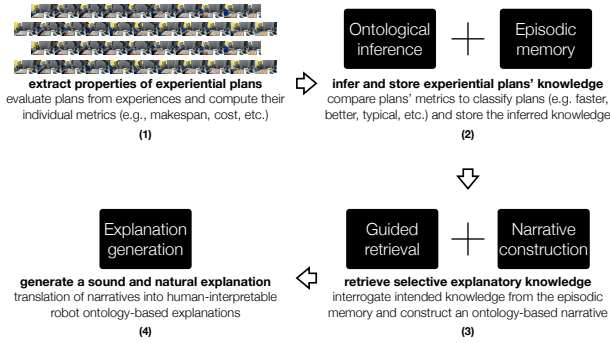 extract properties of experiential plans
evaluate plans from experiences and compute their
individual metrics (e.g., makespan, cost, etc.)
(1)
Ontological
inference
Episodic
memory
infer and store experiential plans' knowledge
compare plans' metrics to classify plans (e.g. faster,
better, typical, etc.) and store the inferred knowledge
(2)
Guided
retrieval
Narrative
construction
retrieve selective explanatory knowledge
interrogate intended knowledge from the episodic
memory and construct an ontology-based narrative
(3)
Explanation
generation
generate a sound and natural explanation
translation of narratives into human-interpretable
robot ontology-based explanations
(4)